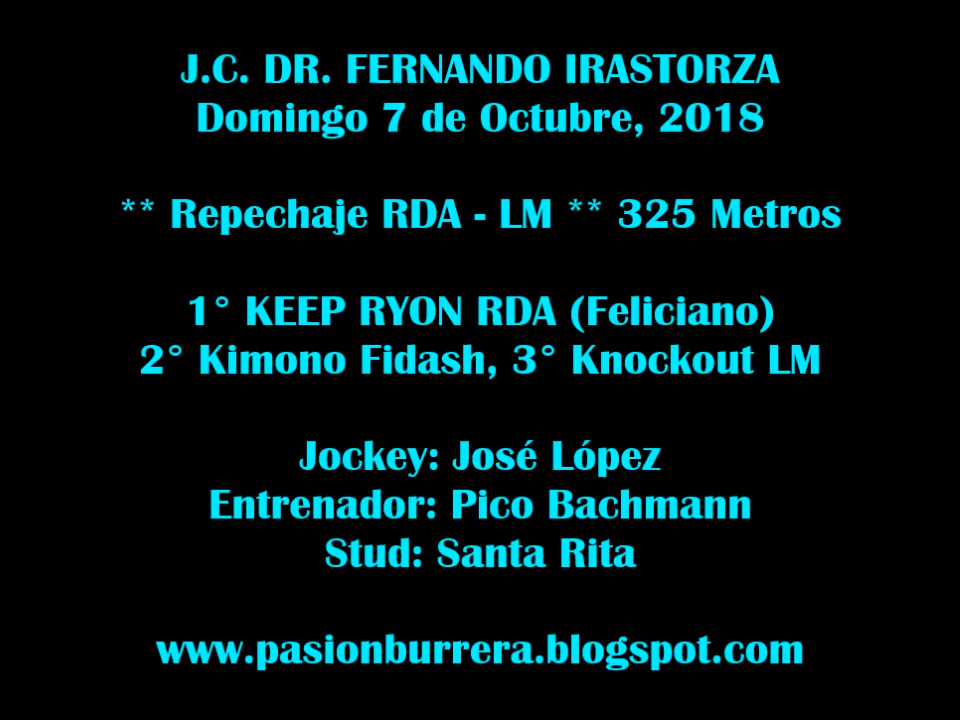 J.C. DR. FERNANDO IRASTORZA
Domingo 7 de Octubre, 2018
** Repechaje RDA - LM ** 325 Metros
1° KEEP RYON RDA (Feliciano)
2° Kimono Fidash, 3° Knockout LM
Jockey: José López
Entrenador: Pico Bachmann
Stud: Santa Rita
www.pasionburrera.blogspot.com